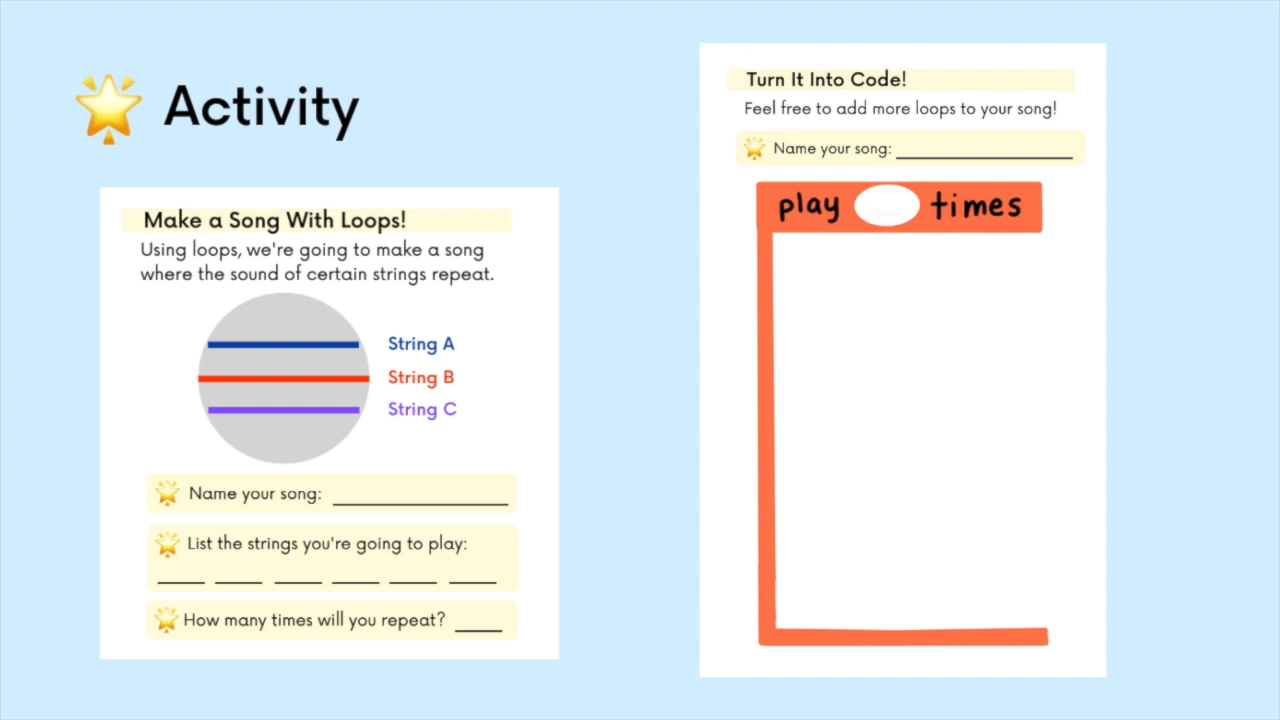 Activity
Make a Song With Loops!
Using loops, we're going to make a song
where the sound of certain strings repeat.
String A
String B
String C
Name your song:
List the strings you're going to play:
How many times will you repeat?
Turn It Into Code!
Feel free to add more loops to your song!
Name your song:
play times